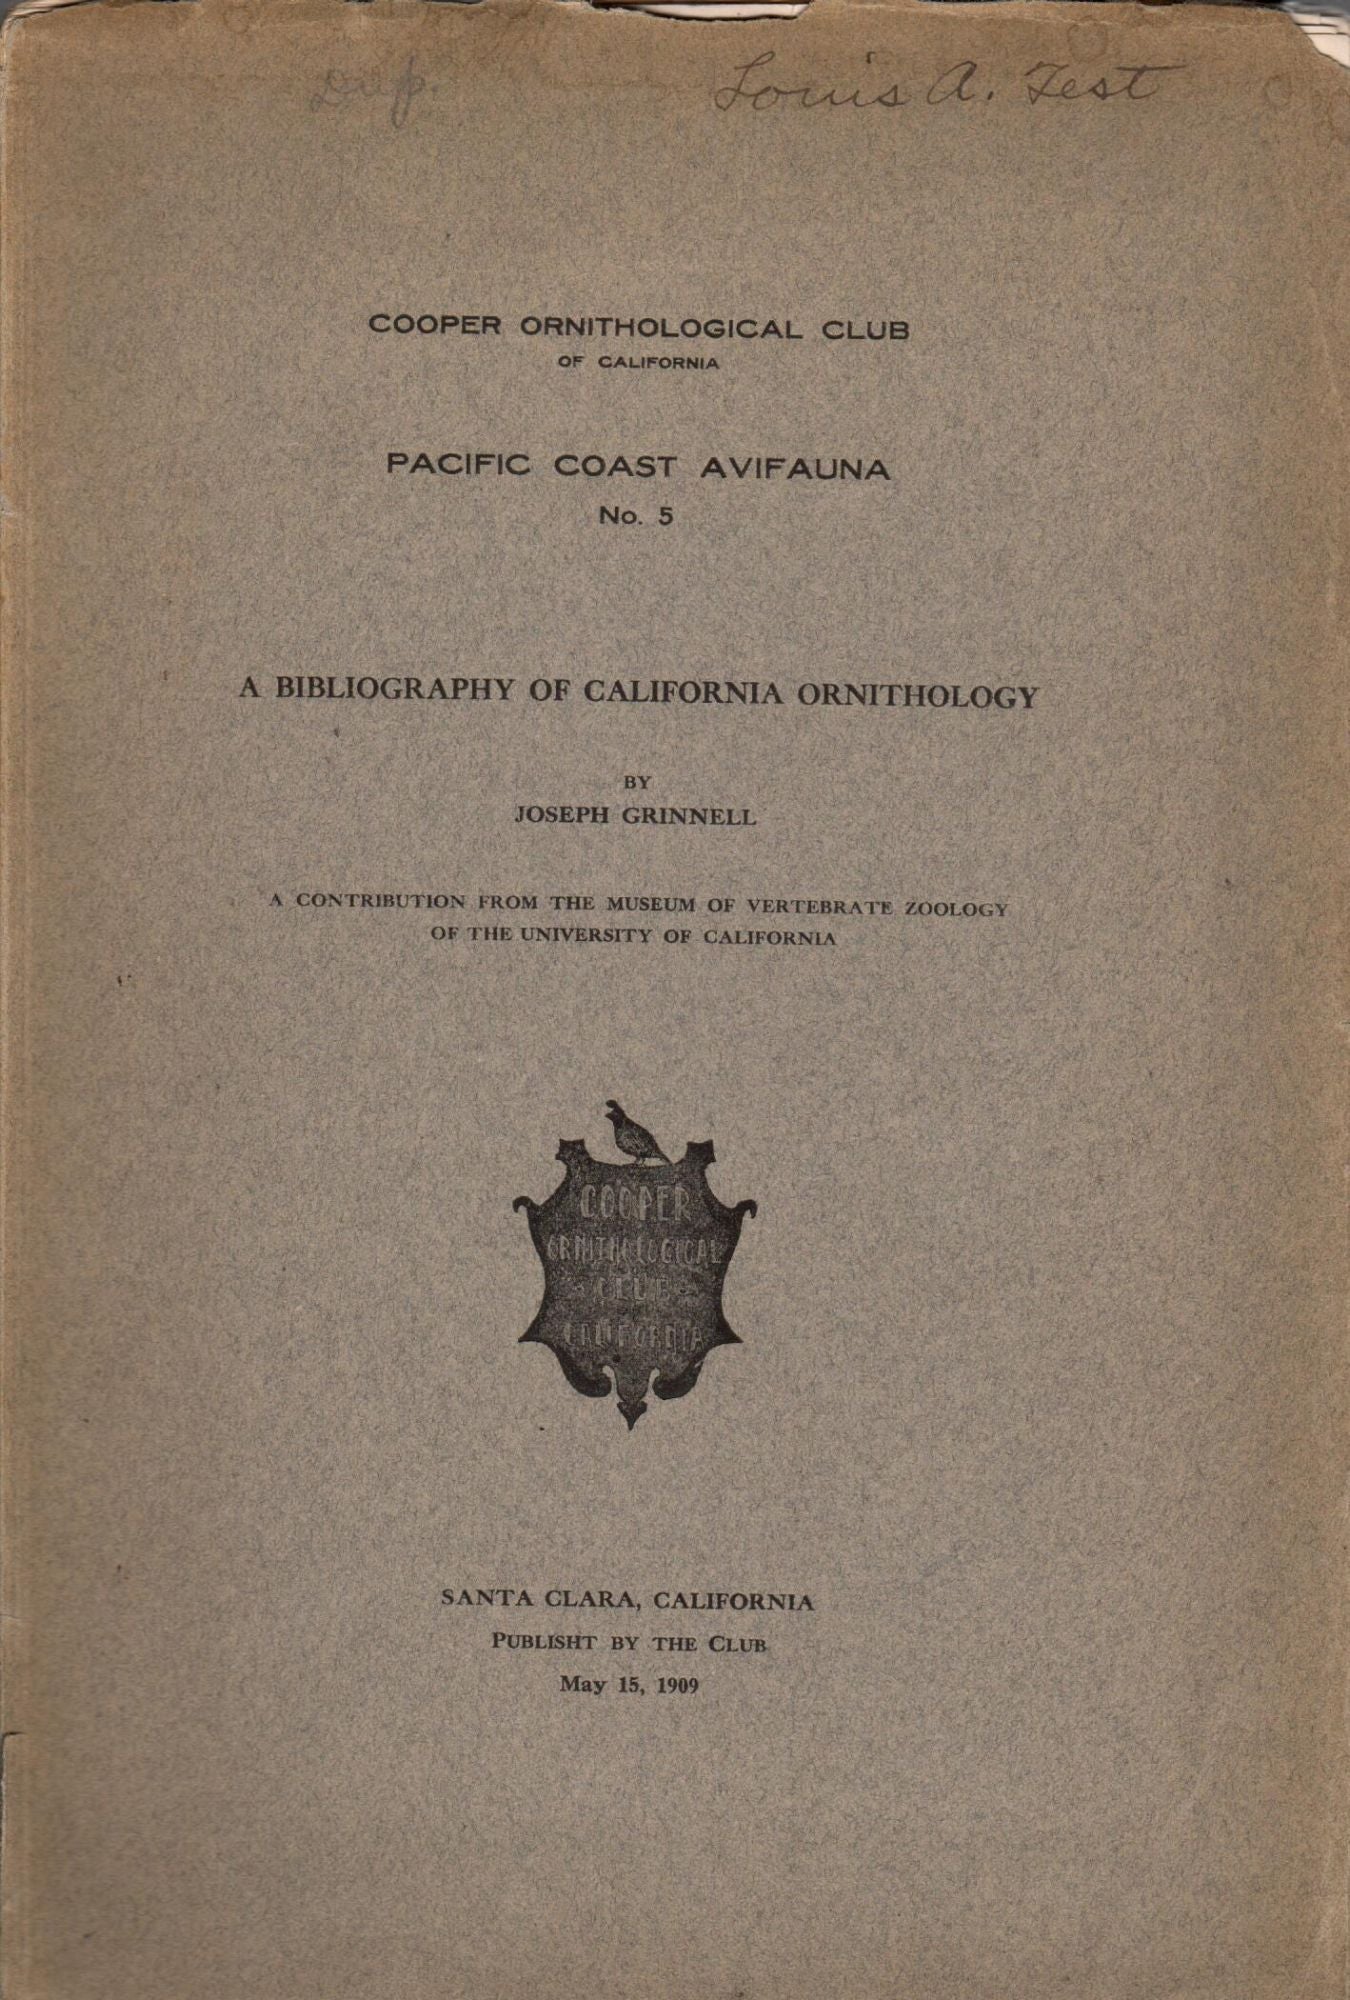 Dup. Louis A. Test
COOPER ORNITHOLOGICAL CLUB
OF CALIFORNIA
PACIFIC COAST AVIFAUNA
No. 5
A BIBLIOGRAPHY OF CALIFORNIA ORNITHOLOGY
BY
JOSEPH GRINNELL
A CONTRIBUTION FROM THE MUSEUM OF VERTEBRATE ZOOLOGY
OF THE UNIVERSITY OF CALIFORNIA
COOPER
ORNITHOLOGICAL
CLUB
CALIFORNIA
SANTA CLARA, CALIFORNIA
PUBLISHT BY THE CLUB
May 15, 1909